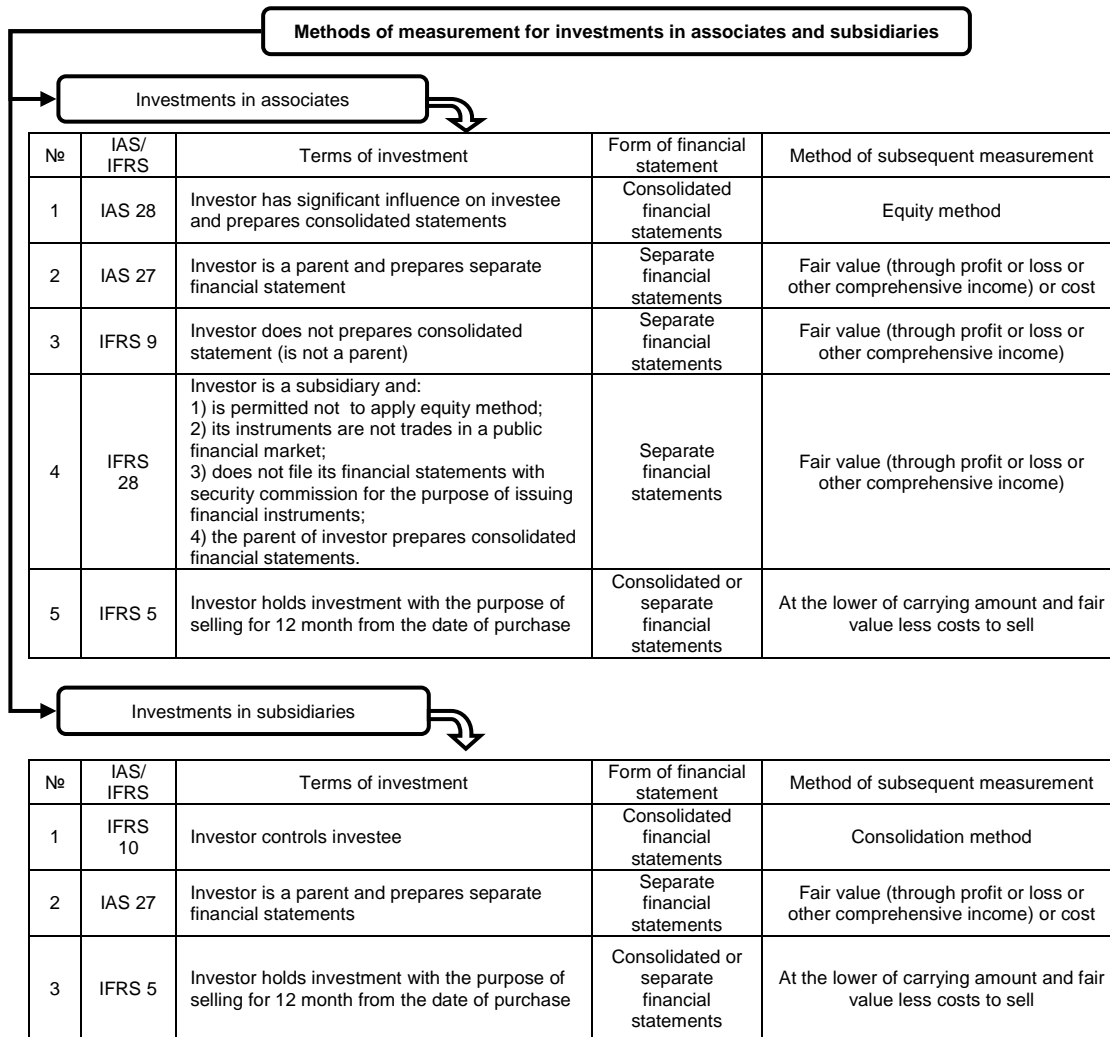 Methods of measurement for investments in associates and subsidiaries
Investments in associates
№
IAS/
IFRS
Terms of investment
Form of financial
statement
Method of subsequent measurement
1
IAS 28
Investor has significant influence on investee
and prepares consolidated statements
Consolidated
financial
statements
Equity method
2
IAS 27
Investor is a parent and prepares separate
financial statement
Separate
financial
statements
Fair value (through profit or loss or
other comprehensive income) or cost
3
IFRS 9
Investor does not prepares consolidated
statement (is not a parent)
Separate
financial
statements
Fair value (through profit or loss or
other comprehensive income)
4
IFRS
28
Investor is a subsidiary and:
1) is permitted not to apply equity method;
2) its instruments are not trades in a public
financial market;
3) does not file its financial statements with
security commission for the purpose of issuing
financial instruments;
4) the parent of investor prepares consolidated
financial statements.
Separate
financial
statements
Fair value (through profit or loss or
other comprehensive income)
5
IFRS 5
Investor holds investment with the purpose of
selling for 12 month from the date of purchase
Consolidated or
separate
financial
statements
At the lower of carrying amount and fair
value less costs to sell
Investments in subsidiaries
№
IAS/
IFRS
Terms of investment
Form of financial
statement
Method of subsequent measurement
1
IFRS
10
Investor controls investee
Consolidated
financial
statements
Consolidation method
2
IAS 27
Investor is a parent and prepares separate
financial statements
Separate
financial
statements
Fair value (through profit or loss or
other comprehensive income) or cost
3
IFRS 5
Investor holds investment with the purpose of
selling for 12 month from the date of purchase
Consolidated or
separate
financial
statements
At the lower of carrying amount and fair
value less costs to sell